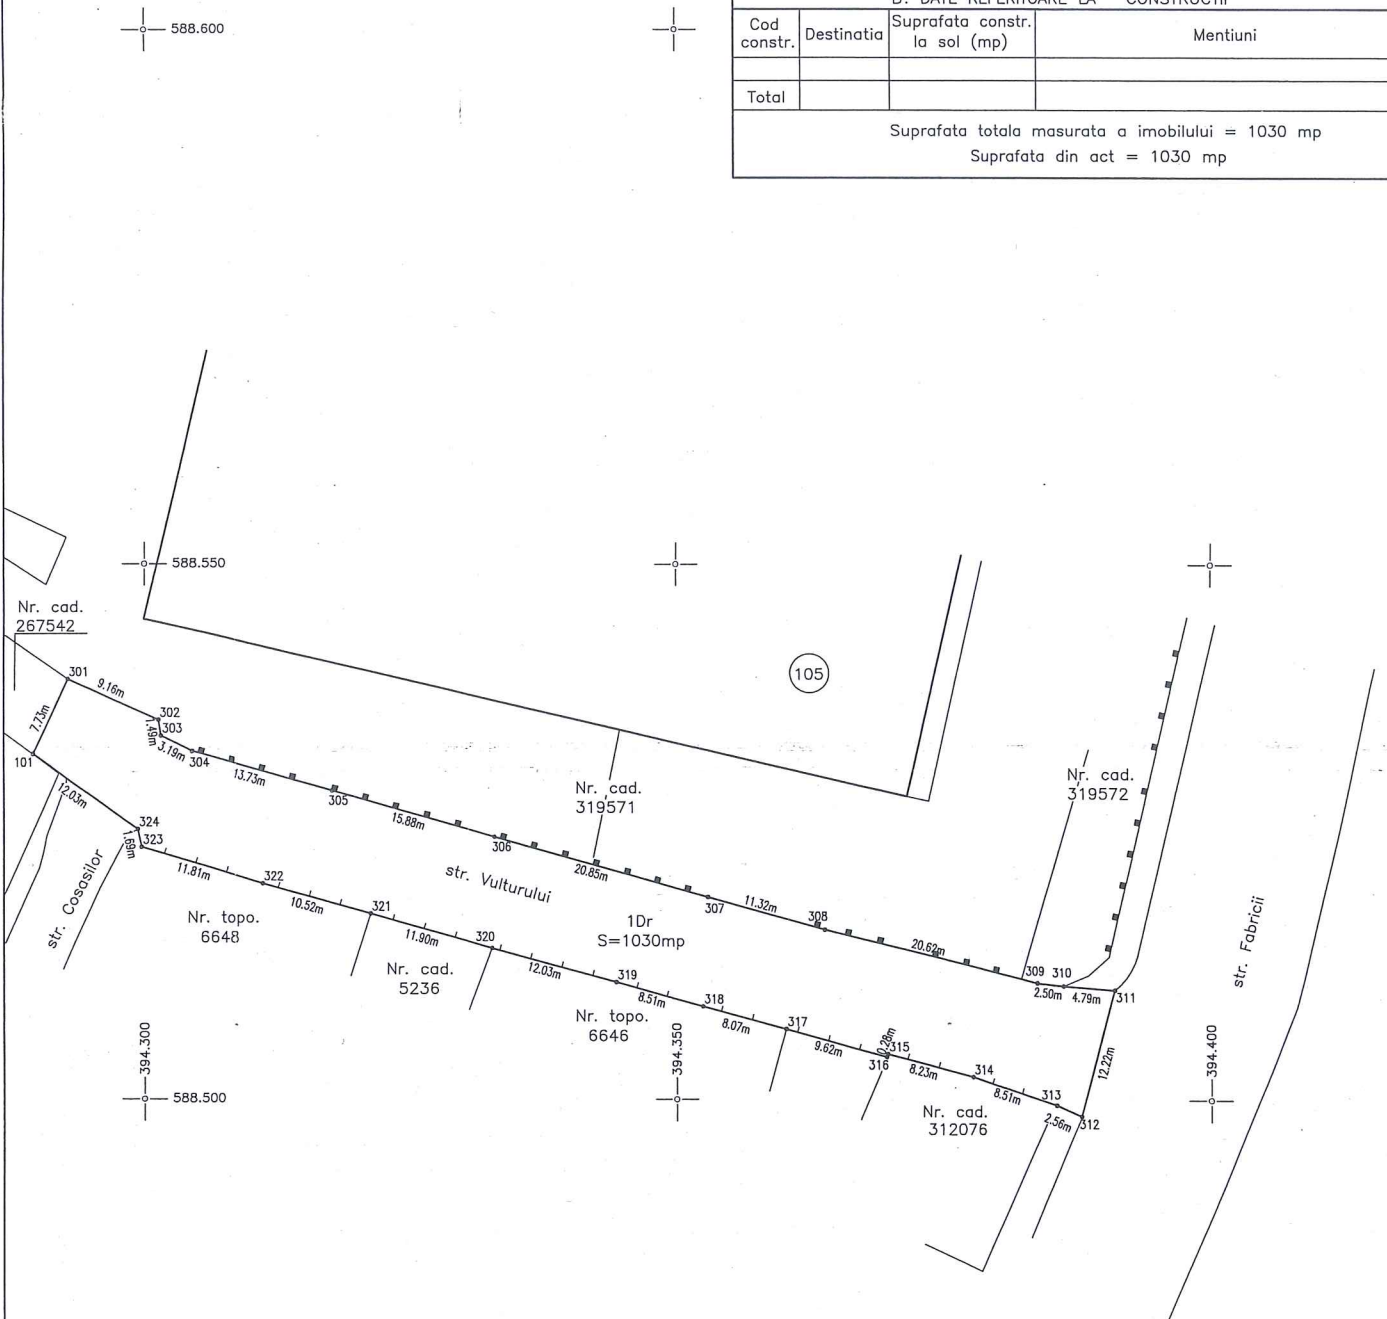 B. DATE REFERITOARE LA CONSTRUCTII
Cod constr.
Destinatia
Suprafata constr. la sol (mp)
Mentiuni
Total
Suprafata totala masurata a imobilului = 1030 mp
Suprafata din act = 1030 mp
588.600
588.550
Nr. cad.
267542
301
9.16m
302
303
1.49m
3.19m
304
7.73m
101
12.03m
13.73m
305
15.88m
306
20.85m
307
11.32m
308
20.62m
309
310
2.50m
4.79m
311
105
Nr. cad.
319571
Nr. cad.
319572
324
323
1.69m
11.81m
322
10.52m
321
11.90m
320
12.03m
319
8.51m
318
8.07m
317
9.62m
316
0.28m
315
8.23m
314
8.51m
313
2.56m
312
12.22m
str. Vulturului
1Dr
S=1030mp
str. Cosasilor
str. Fabricii
Nr. topo.
6648
Nr. cad.
5236
Nr. topo.
6646
Nr. cad.
312076
394.300
394.350
394.400
588.500